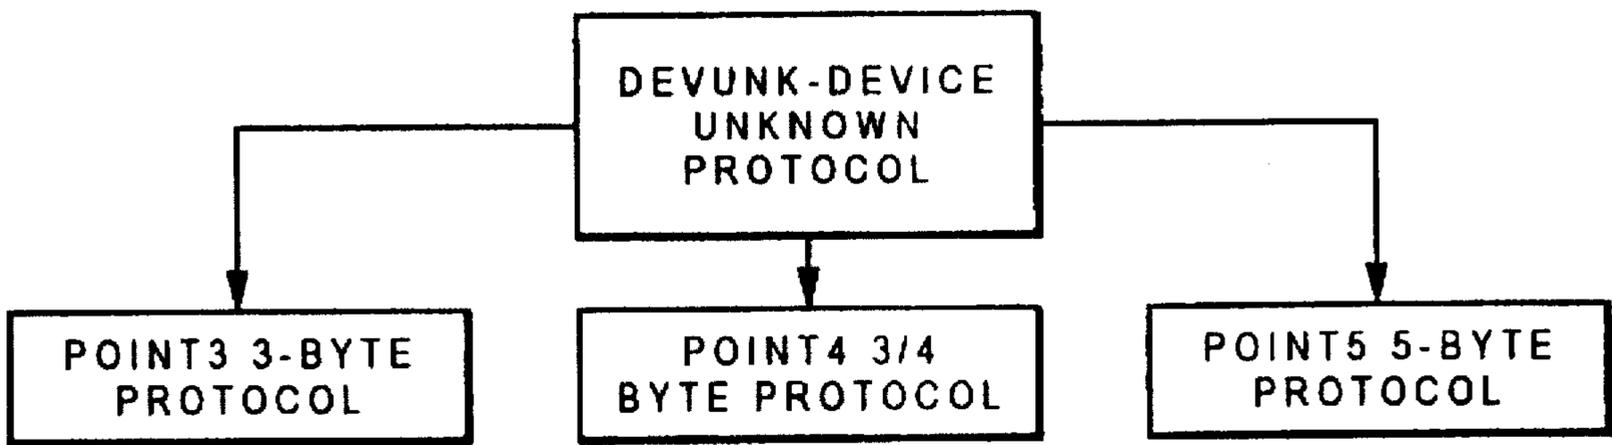 DEVUNK-DEVICE
UNKNOWN
PROTOCOL
POINT3 3-BYTE
PROTOCOL
POINT4 3/4
BYTE PROTOCOL
POINT5 5-BYTE
PROTOCOL